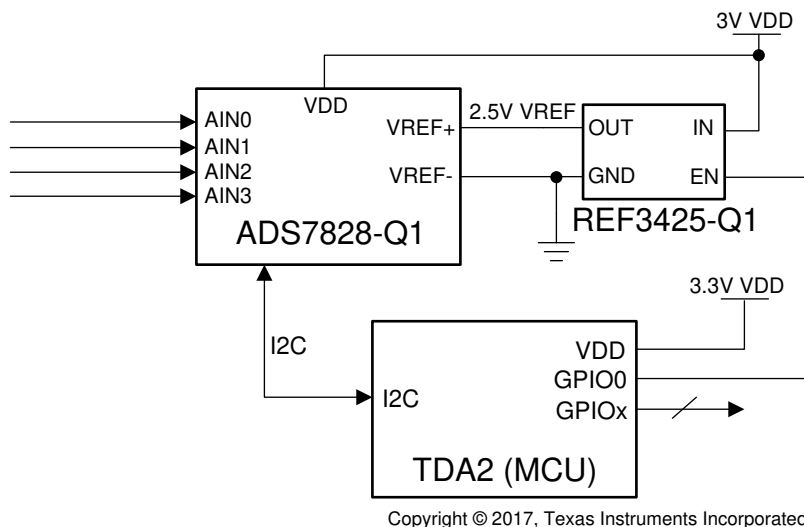 3V VDD
VDD
AIN0
AIN1
AIN2
AIN3
VREF+
VREF-
ADS7828-Q1
2.5V VREF
OUT
IN
GND
EN
REF3425-Q1
3.3V VDD
I2C
I2C
VDD
GPIO0
GPIOx
TDA2 (MCU)
Copyright © 2017, Texas Instruments Incorporated